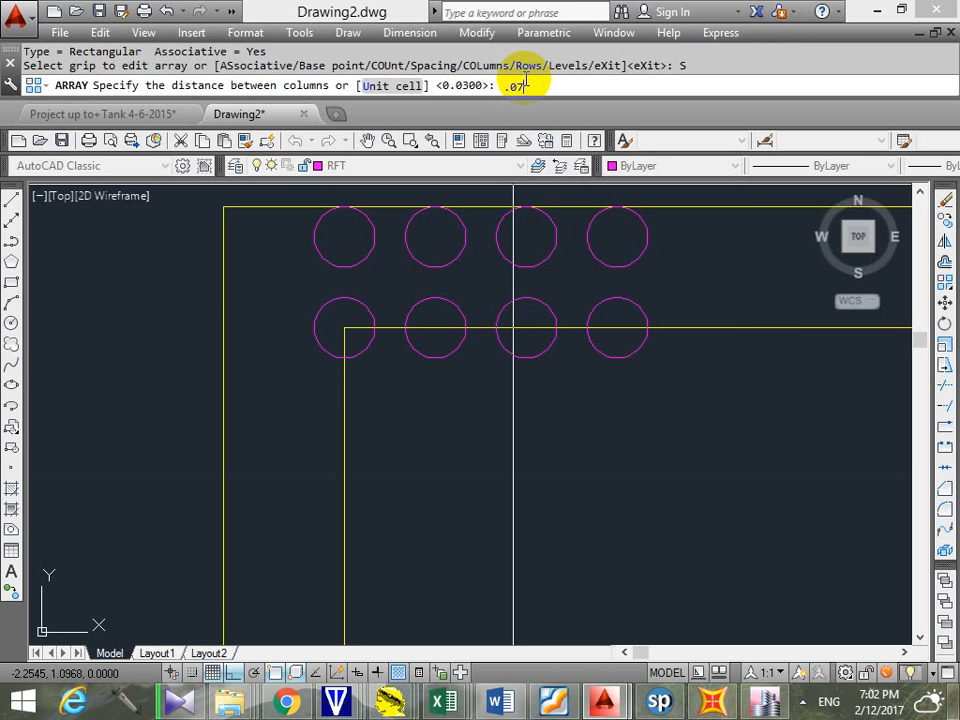 Drawing2.dwg
Type a keyword or phrase
Sign In
File Edit View Insert Format Tools Draw Dimension Modify Parametric Window Help Express
Type = Rectangular Associative = Yes
Select grip to edit array or [ASsociative/Base point/COUnt/Spacing/COLumns/Rows/Levels/eXit]<eXit>: S
ARRAY Specify the distance between columns or [Unit cell] <0.0300>: .07
Project up to+ Tank 4-6-2015*
Drawing2*
AutoCAD Classic
RFT
ByLayer
ByLayer
ByLay
[−][Top][2D Wireframe]
N
W TOP E
S
WCS
Y
X
Model Layout1 Layout2
-2.2545, 1.0968, 0.0000
MODEL
1:1
ENG
7:02 PM
2/12/2017